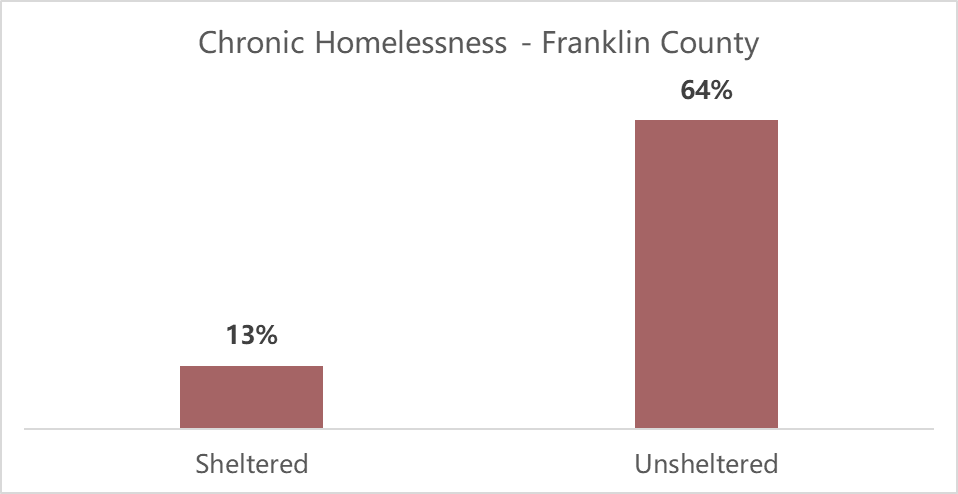 Chronic Homelessness - Franklin County
64%
13%
Sheltered
Unsheltered